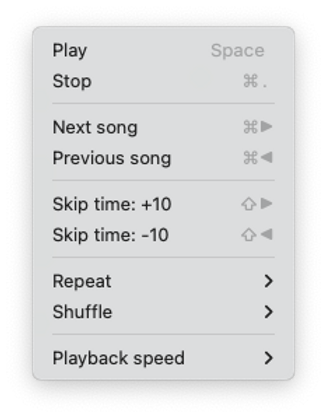 Play Space
Stop ⌘ .
Next song ⌘▶
Previous song ⌘◀
Skip time: +10 ⇧▶
Skip time: -10 ⇧◀
Repeat
Shuffle
Playback speed